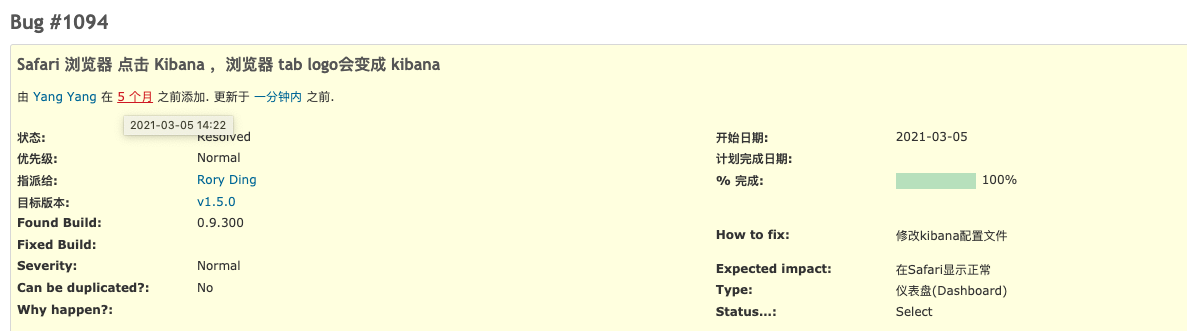 Bug #1094
Safari 浏览器 点击 Kibana ，浏览器 tab logo会变成 kibana
由 Yang Yang 在 5 个月 之前添加. 更新于 一分钟内 之前.
2021-03-05 14:22
状态: Resolved
优先级: Normal
指派给: Rory Ding
目标版本: v1.5.0
Found Build: 0.9.300
Fixed Build:
Severity: Normal
Can be duplicated?: No
Why happen?:
开始日期: 2021-03-05
计划完成日期:
% 完成: 100%
How to fix: 修改kibana配置文件
Expected impact: 在Safari显示正常
Type: 仪表盘(Dashboard)
Status...: Select